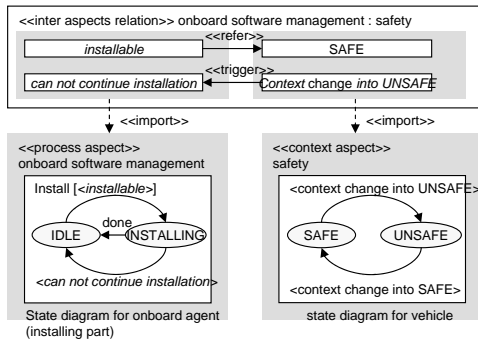 <<inter aspects relation>> onboard software management : safety
<<refer>>
installable
SAFE
<<trigger>>
can not continue installation
Context change into UNSAFE
<<import>>
<<import>>
<<process aspect>>
onboard software management
Install [<installable>]
done
IDLE
INSTALLING
<can not continue installation>
State diagram for onboard agent
(installing part)
<<context aspect>>
safety
<context change into UNSAFE>
SAFE
UNSAFE
<context change into SAFE>
state diagram for vehicle